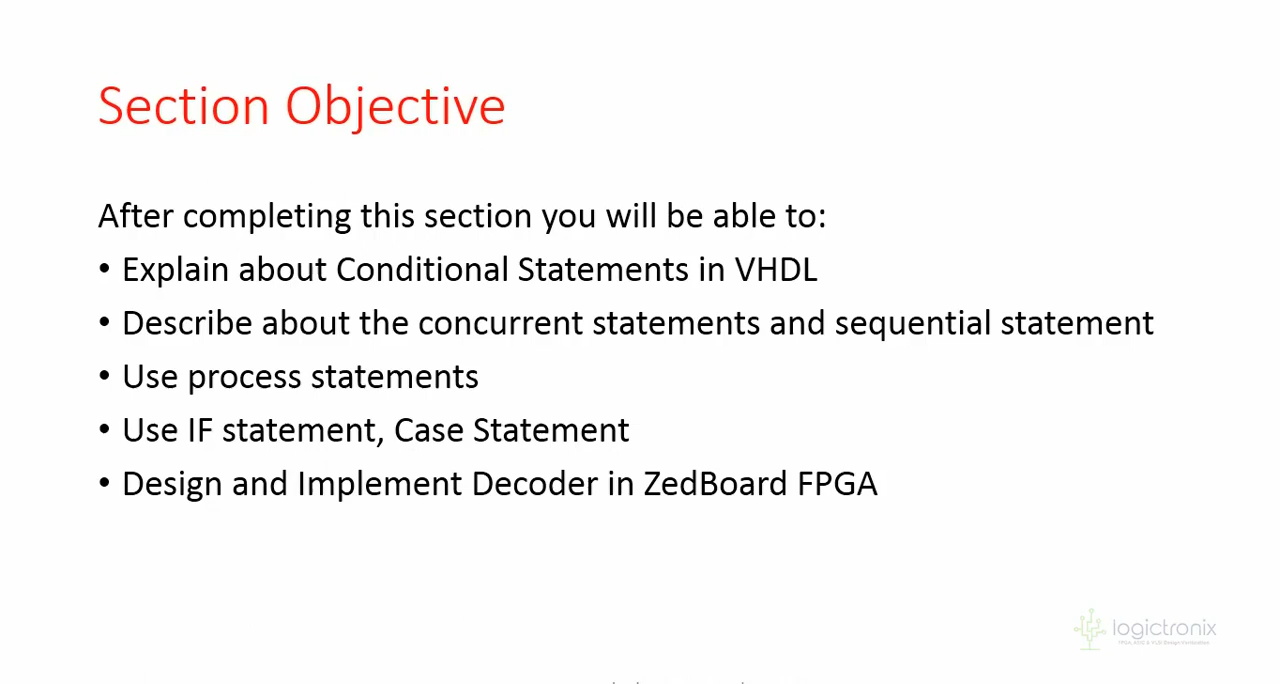 Section Objective
After completing this section you will be able to:
• Explain about Conditional Statements in VHDL
• Describe about the concurrent statements and sequential statement
• Use process statements
• Use IF statement, Case Statement
• Design and Implement Decoder in ZedBoard FPGA
logictronix